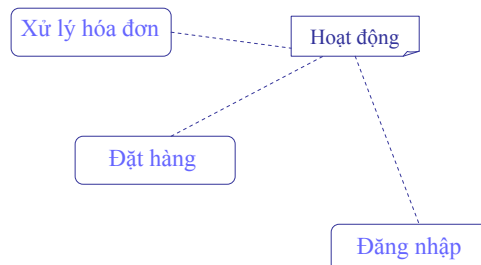 Xử lý hóa đơn
Hoạt động
Đặt hàng
Đăng nhập